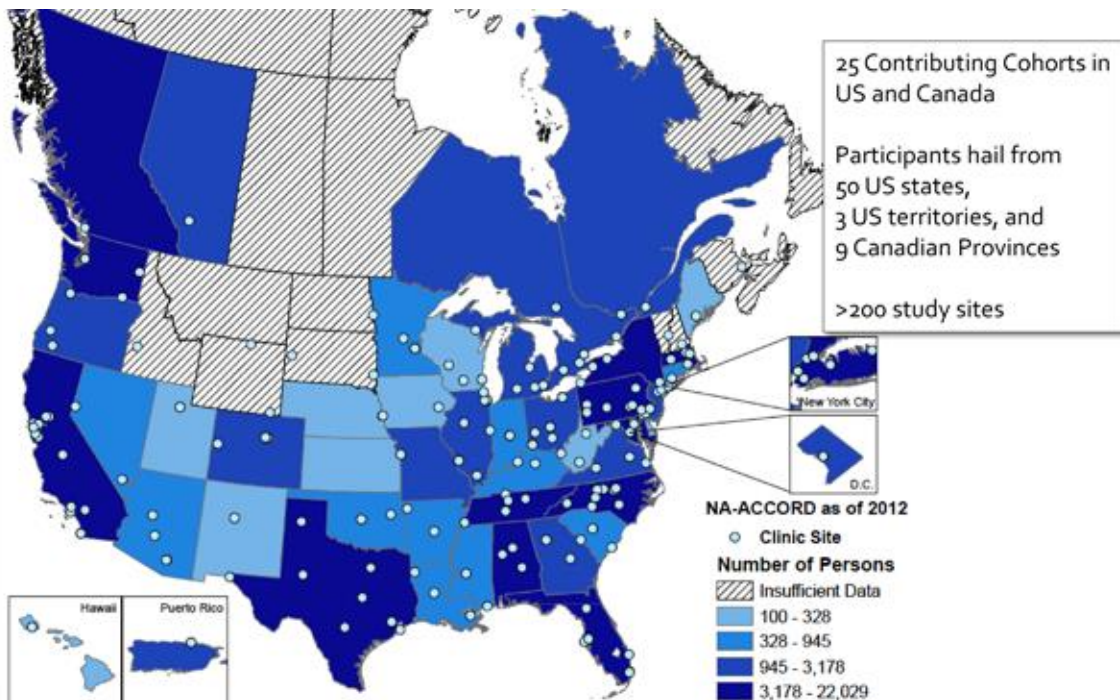 25 Contributing Cohorts in
US and Canada
Participants hail from
50 US states,
3 US territories, and
9 Canadian Provinces
>200 study sites
New York City
D.C.
NA-ACCORD as of 2012
Clinic Site
Number of Persons
Insufficient Data
100 - 328
328 - 945
945 - 3,178
3,178 - 22,029
Hawaii
Puerto Rico